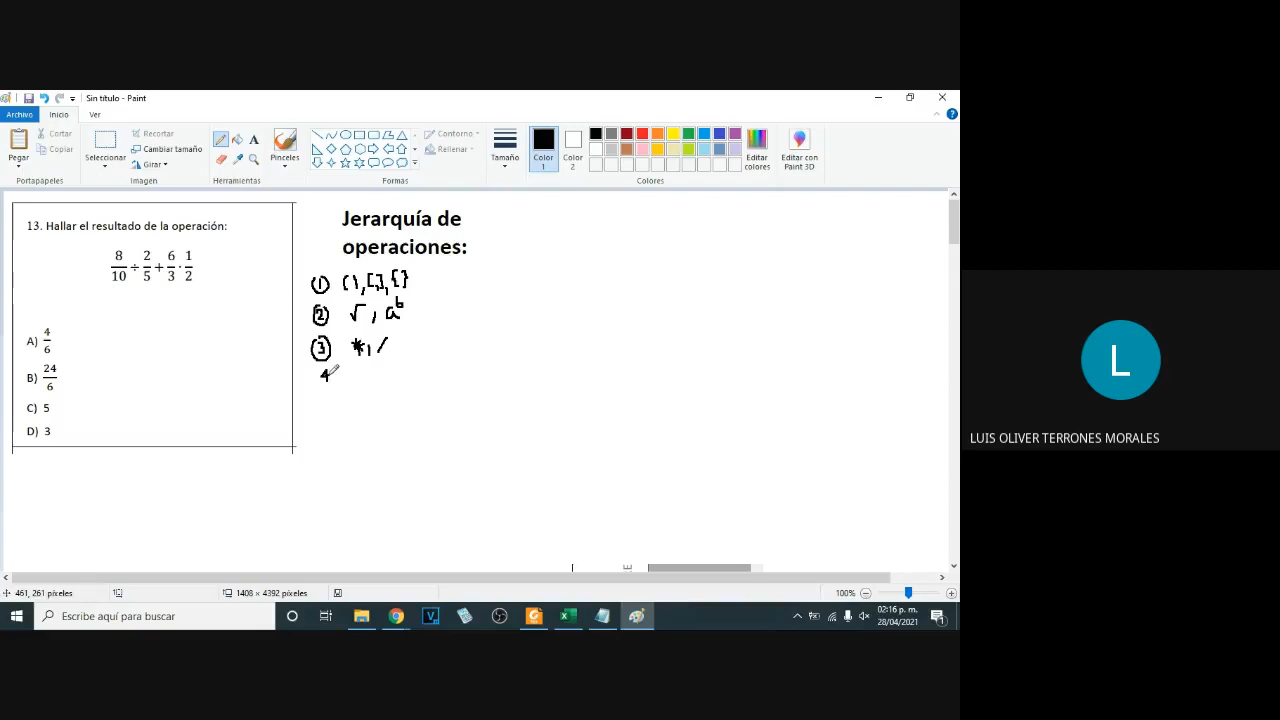 Sin título - Paint
Archivo Inicio Ver
Pegar
Cortar
Copiar
Portapapeles
Seleccionar
Recortar
Cambiar tamaño
Girar
Imagen
A
Herramientas
Pinceles
Contorno
Rellenar
Formas
Tamaño
Color 1
Color 2
Editar colores
Colores
Editar con Paint 3D
13. Hallar el resultado de la operación:
8/10 ÷ 2/5 + 6/3 · 1/2
A) 4/6
B) 24/6
C) 5
D) 3
Jerarquía de
operaciones:
① (), [], {}
② √, a^b
③ *, /
4
L
LUIS OLIVER TERRONES MORALES
461, 261 píxeles
1408 × 4392 píxeles
100%
Escribe aquí para buscar
02:16 p. m.
28/04/2021